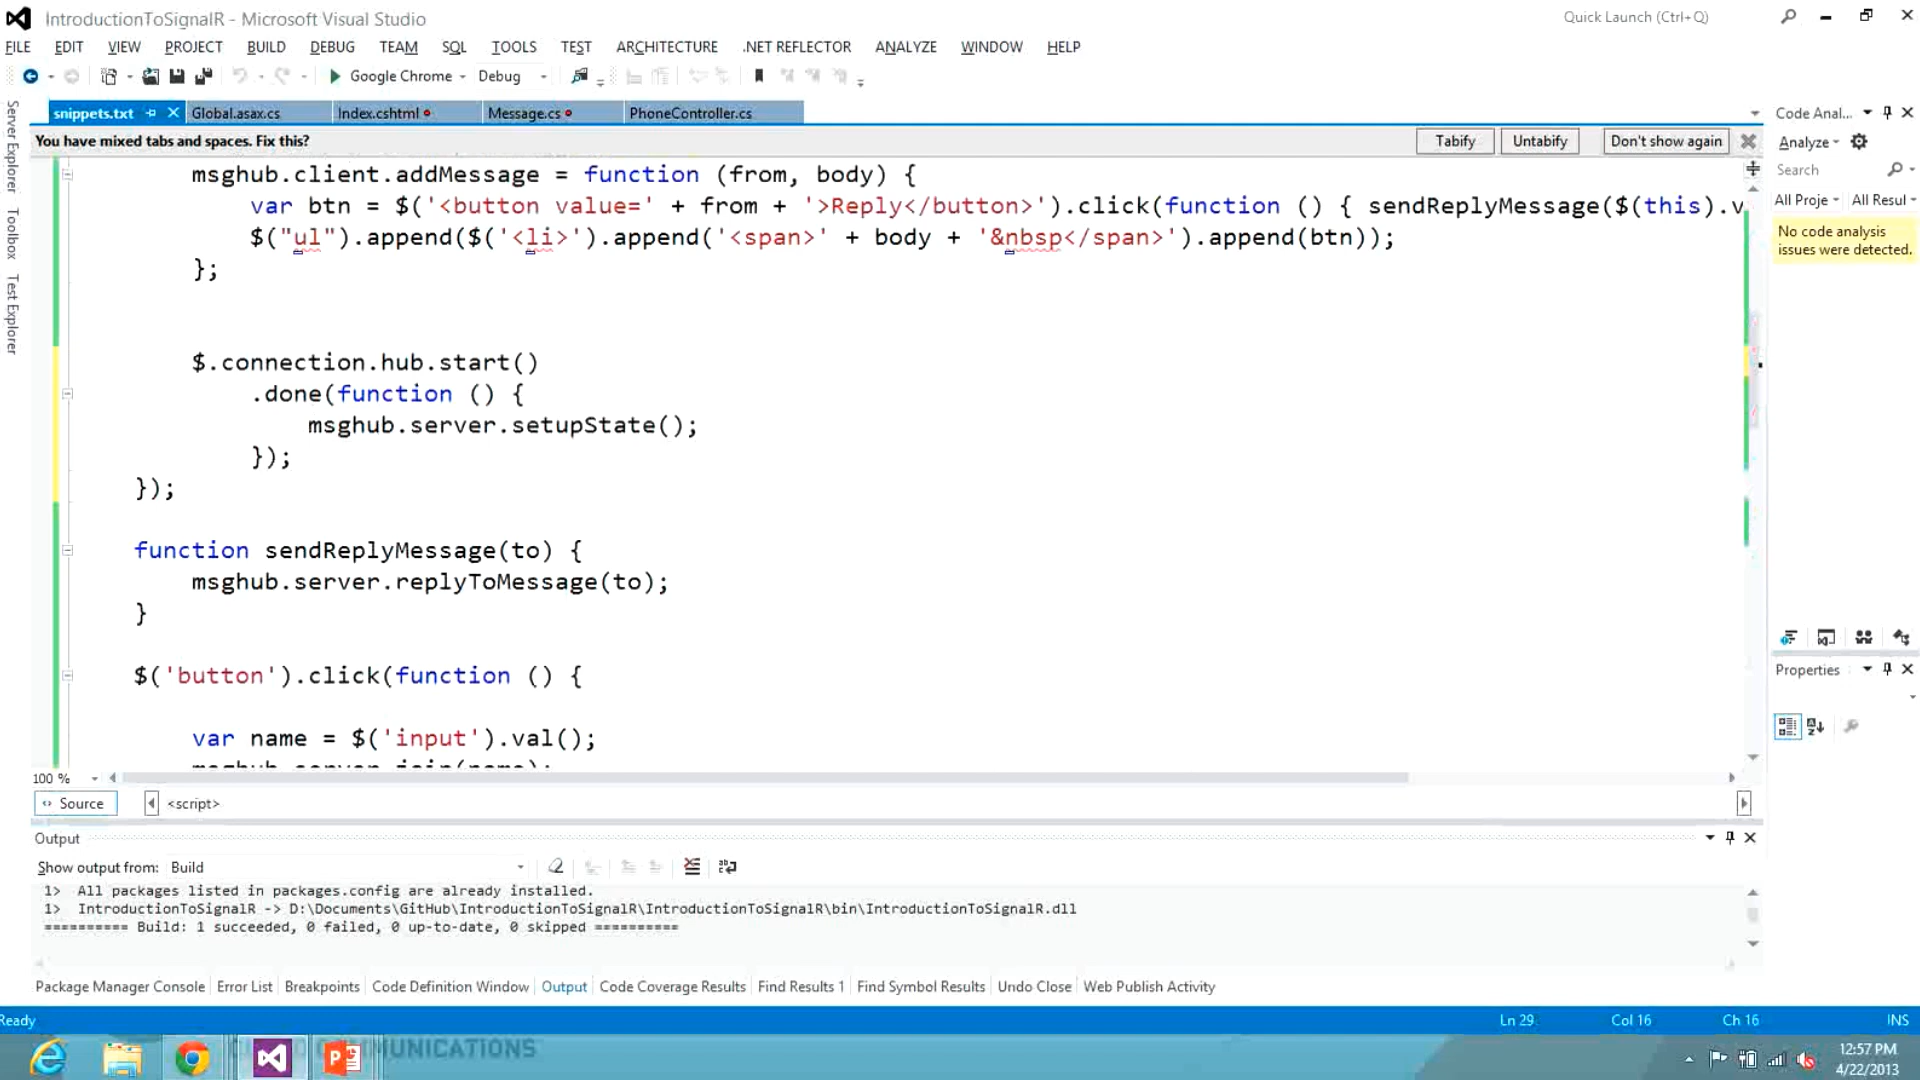 IntroductionToSignalR - Microsoft Visual Studio
Quick Launch (Ctrl+Q)
FILE EDIT VIEW PROJECT BUILD DEBUG TEAM SQL TOOLS TEST ARCHITECTURE .NET REFLECTOR ANALYZE WINDOW HELP
Google Chrome Debug
snippets.txt Global.asax.cs Index.cshtml Message.cs PhoneController.cs
Code Anal...
You have mixed tabs and spaces. Fix this? Tabify Untabify Don't show again
Analyze
Search
All Proje All Resul
No code analysis
issues were detected.
Server Explorer
Toolbox
Test Explorer
msghub.client.addMessage = function (from, body) {
var btn = $('<button value=' + from + '>Reply</button>').click(function () { sendReplyMessage($(this).v
$("ul").append($('<li>').append('<span>' + body + '&nbsp</span>').append(btn));
};
$.connection.hub.start()
.done(function () {
msghub.server.setupState();
});
});
function sendReplyMessage(to) {
msghub.server.replyToMessage(to);
}
$('button').click(function () {
var name = $('input').val();
msghub.server.join(name);
Properties
100 %
Source <script>
Output
Show output from: Build
1> All packages listed in packages.config are already installed.
1> IntroductionToSignalR -> D:\Documents\GitHub\IntroductionToSignalR\IntroductionToSignalR\bin\IntroductionToSignalR.dll
========== Build: 1 succeeded, 0 failed, 0 up-to-date, 0 skipped ==========
Package Manager Console Error List Breakpoints Code Definition Window Output Code Coverage Results Find Results 1 Find Symbol Results Undo Close Web Publish Activity
Ready Ln 29 Col 16 Ch 16 INS
12:57 PM
4/22/2013